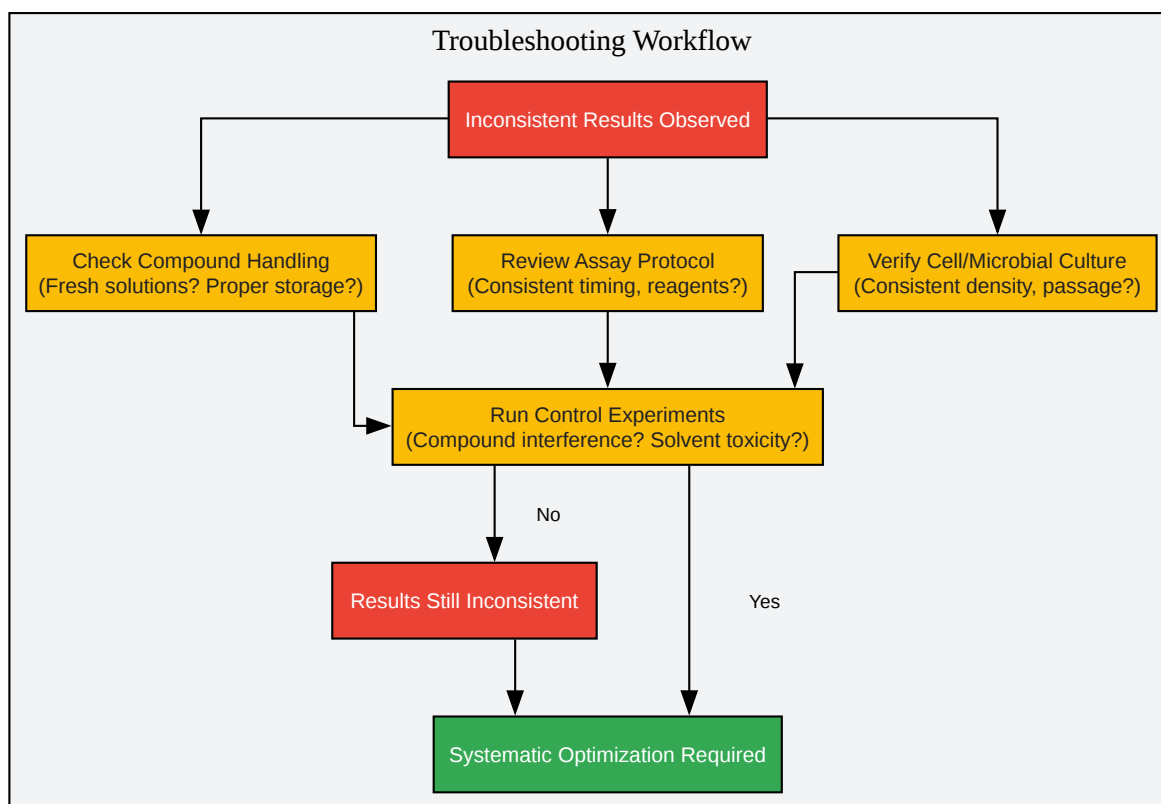 Troubleshooting Workflow
Inconsistent Results Observed
Check Compound Handling
(Fresh solutions? Proper storage?)
Review Assay Protocol
(Consistent timing, reagents?)
Verify Cell/Microbial Culture
(Consistent density, passage?)
Run Control Experiments
(Compound interference? Solvent toxicity?)
No
Results Still Inconsistent
Yes
Systematic Optimization Required